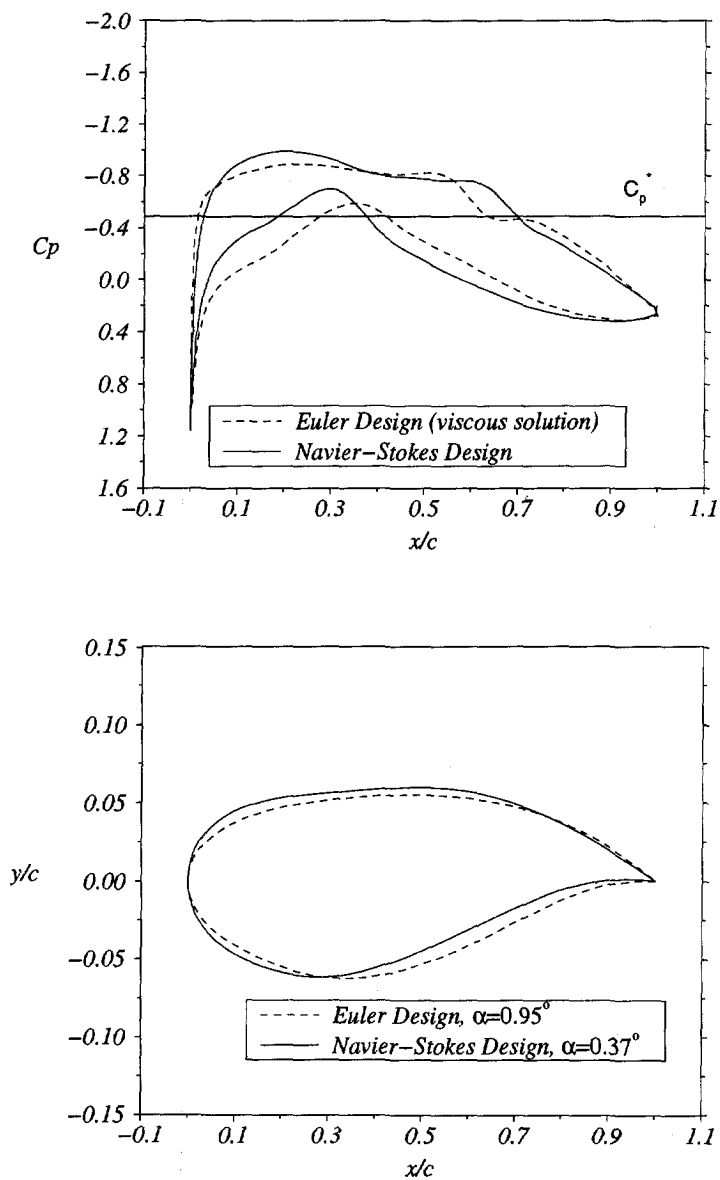 −2.0
−1.6
−1.2
−0.8
−0.4
0.0
0.4
0.8
1.2
1.6
Cp
Cp*
Euler Design (viscous solution)
Navier−Stokes Design
−0.1 0.1 0.3 0.5 0.7 0.9 1.1
x/c
0.15
0.10
0.05
0.00
−0.05
−0.10
−0.15
y/c
Euler Design, α=0.95°
Navier−Stokes Design, α=0.37°
−0.1 0.1 0.3 0.5 0.7 0.9 1.1
x/c